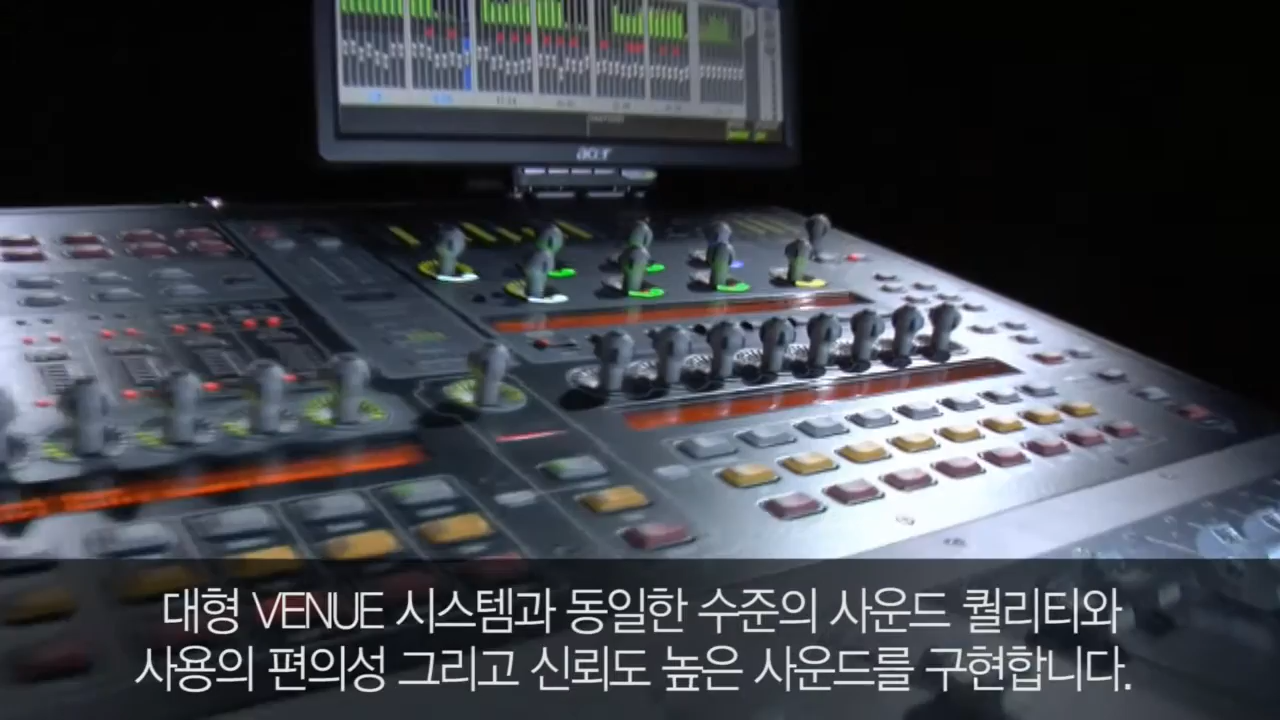 acer
대형 VENUE 시스템과 동일한 수준의 사운드 퀄리티와
사용의 편의성 그리고 신뢰도 높은 사운드를 구현합니다.